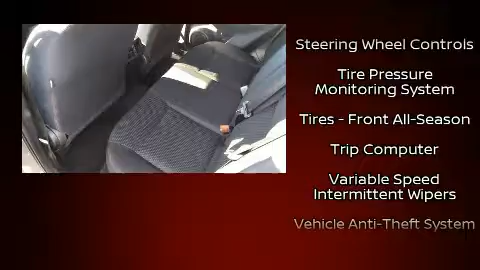 Steering Wheel Controls
Tire Pressure
Monitoring System
Tires - Front All-Season
Trip Computer
Variable Speed
Intermittent Wipers
Vehicle Anti-Theft System